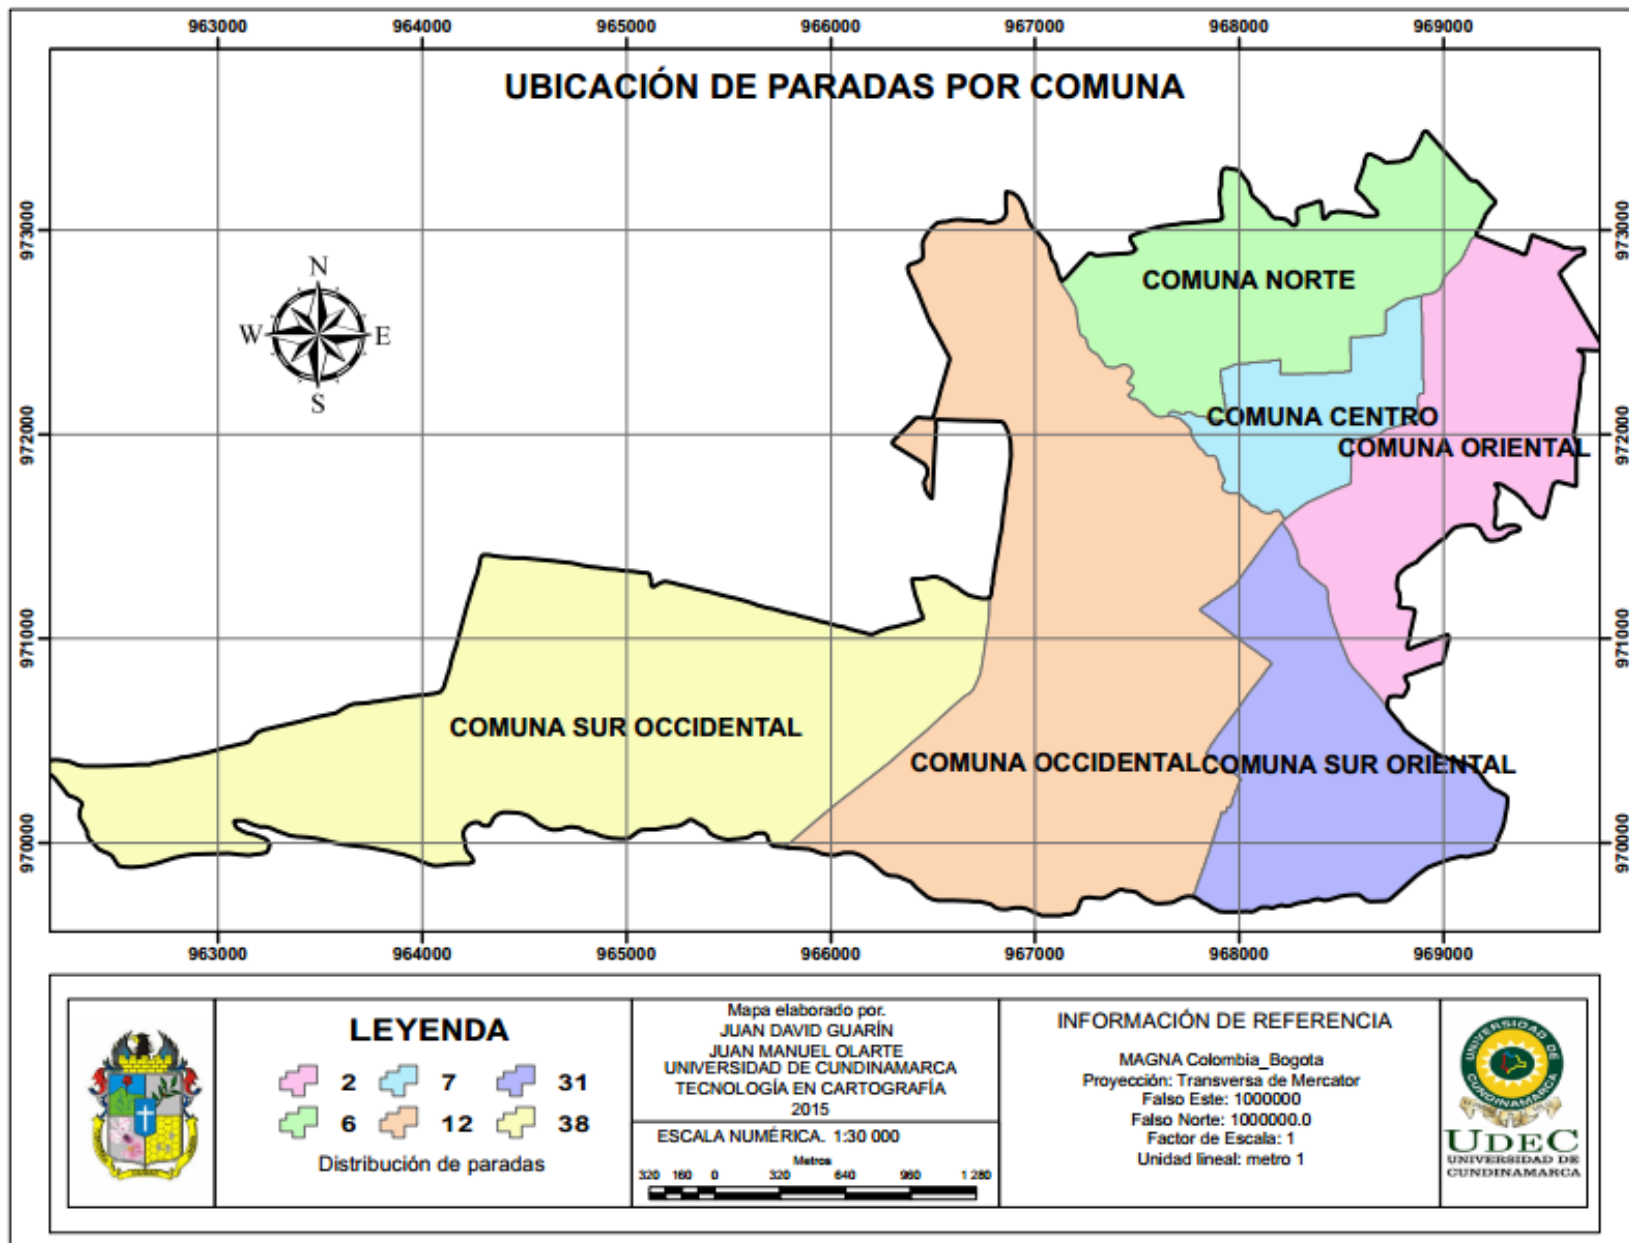 963000 964000 965000 966000 967000 968000 969000
UBICACIÓN DE PARADAS POR COMUNA
973000 973000
N
W E
S
COMUNA NORTE
COMUNA CENTRO
972000 972000
COMUNA ORIENTAL
971000 971000
COMUNA SUR OCCIDENTAL
COMUNA OCCIDENTAL COMUNA SUR ORIENTAL
970000 970000
963000 964000 965000 966000 967000 968000 969000
LEYENDA
2 7 31
6 12 38
Distribución de paradas
Mapa elaborado por.
JUAN DAVID GUARÍN
JUAN MANUEL OLARTE
UNIVERSIDAD DE CUNDINAMARCA
TECNOLOGÍA EN CARTOGRAFÍA
2015
ESCALA NUMÉRICA. 1:30 000
Metros
320 160 0 320 640 960 1 280
INFORMACIÓN DE REFERENCIA
MAGNA Colombia_Bogota
Proyección: Transversa de Mercator
Falso Este: 1000000
Falso Norte: 1000000.0
Factor de Escala: 1
Unidad lineal: metro 1
UNIVERSIDAD DE
CUNDINAMARCA
UDEC
UNIVERSIDAD DE
CUNDINAMARCA